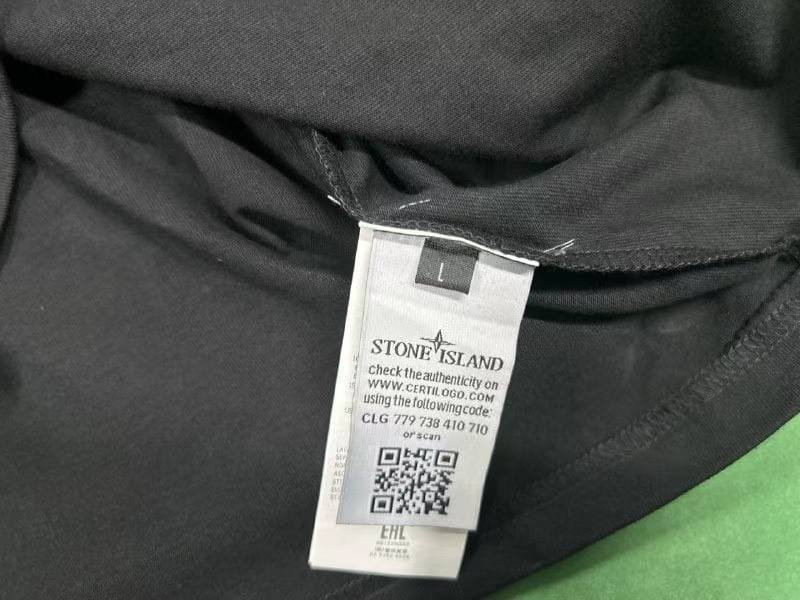 L
STONE ISLAND
Check the authenticity on
WWW.CERTILOGO.COM
using the following code:
CLG 779 738 410 710
or scan
EAC